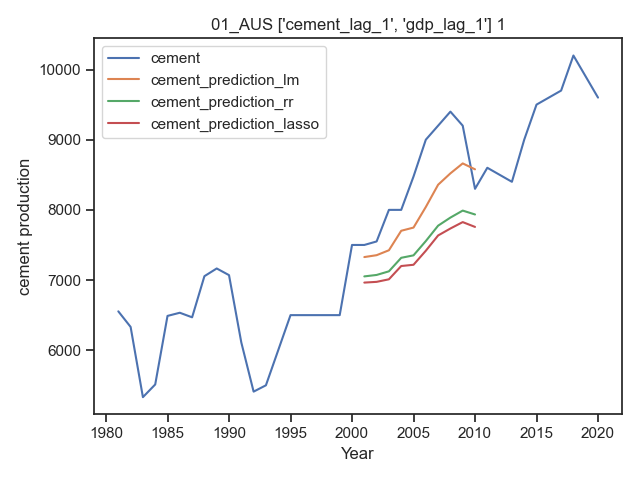 01_AUS ['cement_lag_1', 'gdp_lag_1'] 1
cement
cement_prediction_lm
cement_prediction_rr
cement_prediction_lasso
cement production
10000
9000
8000
7000
6000
1980 1985 1990 1995 2000 2005 2010 2015 2020
Year